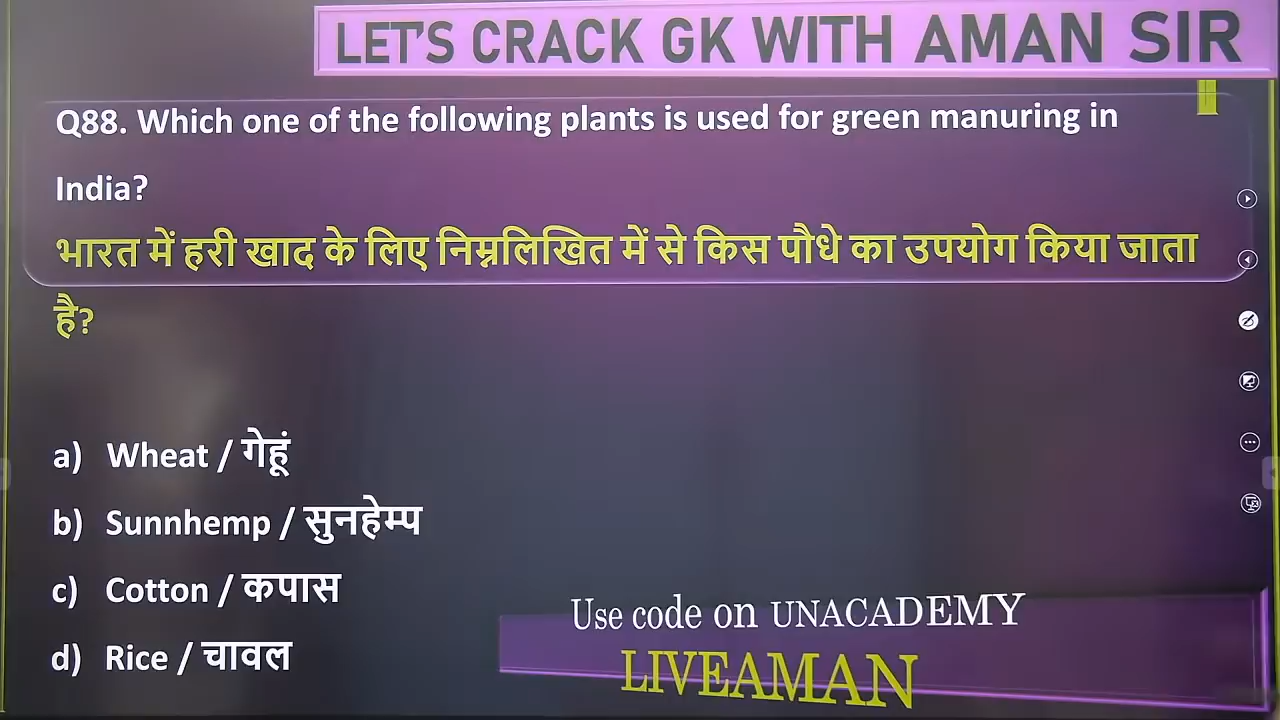 LET'S CRACK GK WITH AMAN SIR
Q88. Which one of the following plants is used for green manuring in
India?
भारत में हरी खाद के लिए निम्नलिखित में से किस पौधे का उपयोग किया जाता
है?
a) Wheat / गेहूं
b) Sunnhemp / सुनहेम्प
c) Cotton / कपास
d) Rice / चावल
Use code on UNACADEMY
LIVEAMAN